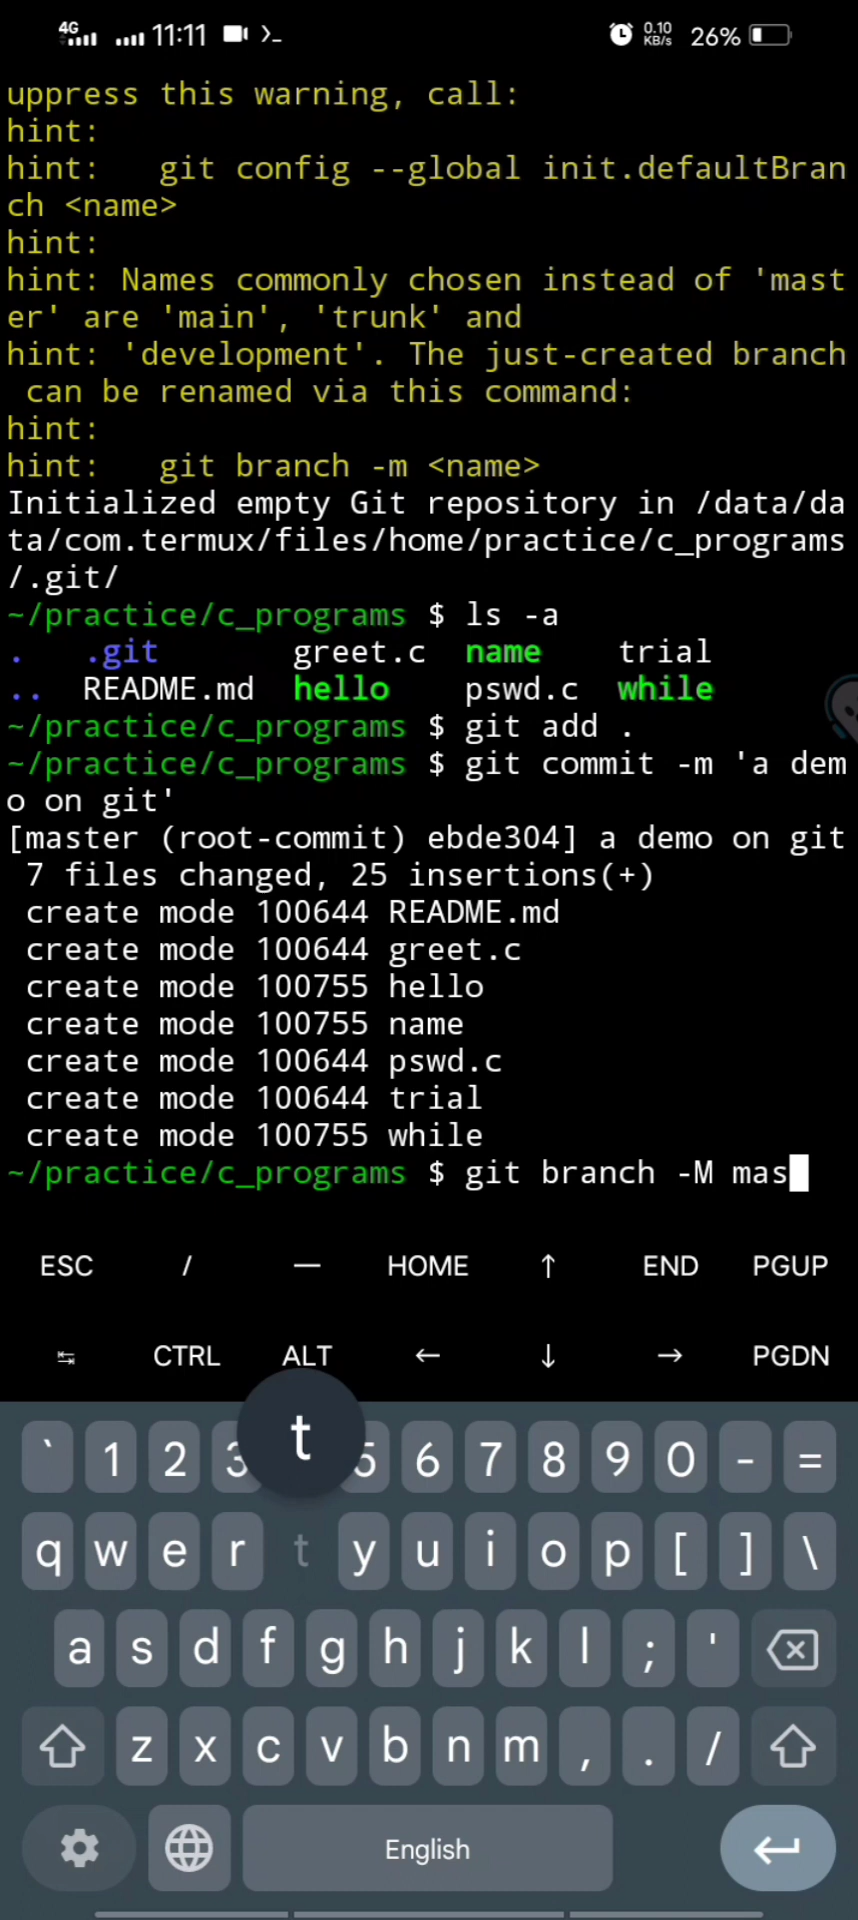 4G 11:11 >_ 0.10 KB/s 26%
uppress this warning, call:
hint:
hint:   git config --global init.defaultBran
ch <name>
hint:
hint: Names commonly chosen instead of 'mast
er' are 'main', 'trunk' and
hint: 'development'. The just-created branch
 can be renamed via this command:
hint:
hint:   git branch -m <name>
Initialized empty Git repository in /data/da
ta/com.termux/files/home/practice/c_programs
/.git/
~/practice/c_programs $ ls -a
.   .git       greet.c  name    trial
..  README.md  hello    pswd.c  while
~/practice/c_programs $ git add .
~/practice/c_programs $ git commit -m 'a dem
o on git'
[master (root-commit) ebde304] a demo on git
 7 files changed, 25 insertions(+)
 create mode 100644 README.md
 create mode 100644 greet.c
 create mode 100755 hello
 create mode 100755 name
 create mode 100644 pswd.c
 create mode 100644 trial
 create mode 100755 while
~/practice/c_programs $ git branch -M mas
ESC / — HOME ↑ END PGUP
↹ CTRL ALT ← ↓ → PGDN
t
` 1 2 3 5 6 7 8 9 0 - =
q w e r t y u i o p [ ] \
a s d f g h j k l ; '
z x c v b n m , . /
English